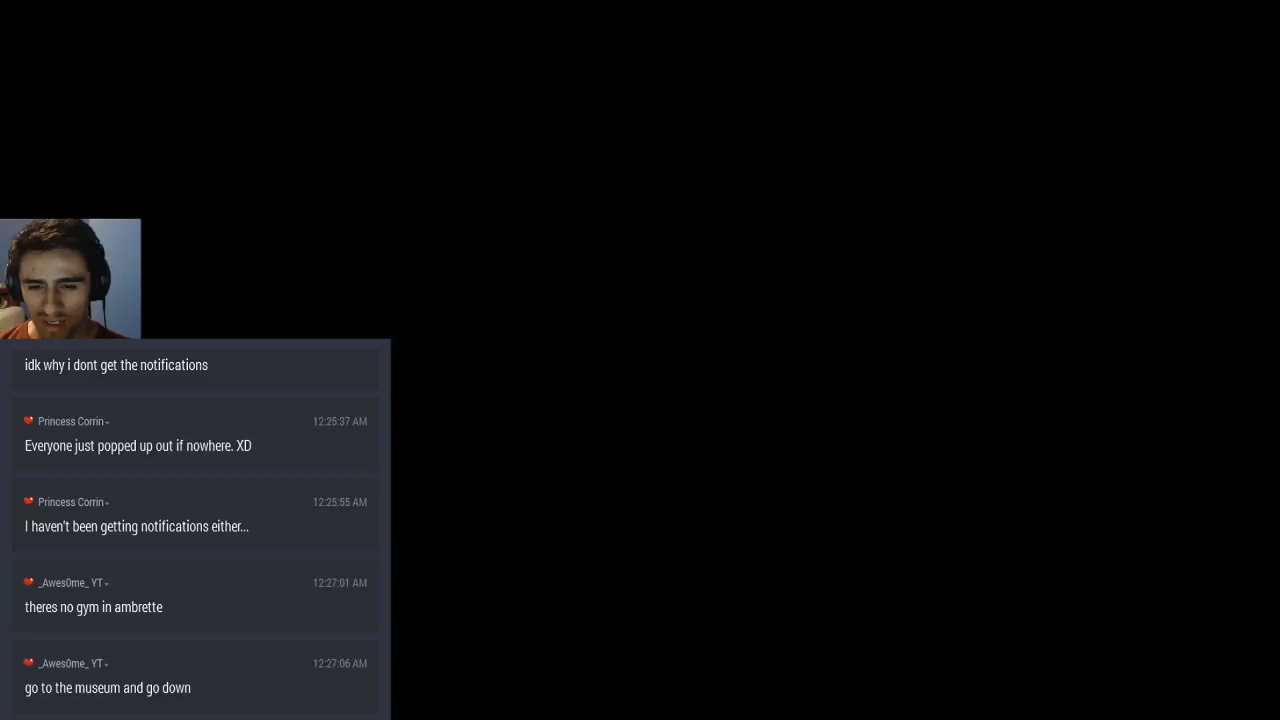 idk why i dont get the notifications
Princess Corrin
12:25:37 AM
Everyone just popped up out if nowhere. XD
Princess Corrin
12:25:55 AM
I haven't been getting notifications either...
_Awes0me_ YT
12:27:01 AM
theres no gym in ambrette
_Awes0me_ YT
12:27:06 AM
go to the museum and go down